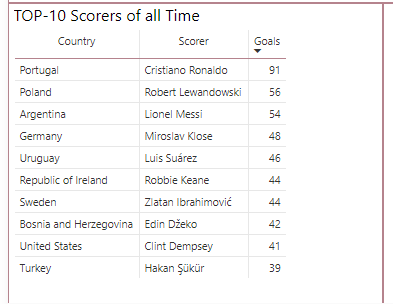 TOP-10 Scorers of all Time
Country Scorer Goals
Portugal Cristiano Ronaldo 91
Poland Robert Lewandowski 56
Argentina Lionel Messi 54
Germany Miroslav Klose 48
Uruguay Luis Suárez 46
Republic of Ireland Robbie Keane 44
Sweden Zlatan Ibrahimović 44
Bosnia and Herzegovina Edin Džeko 42
United States Clint Dempsey 41
Turkey Hakan Şükür 39